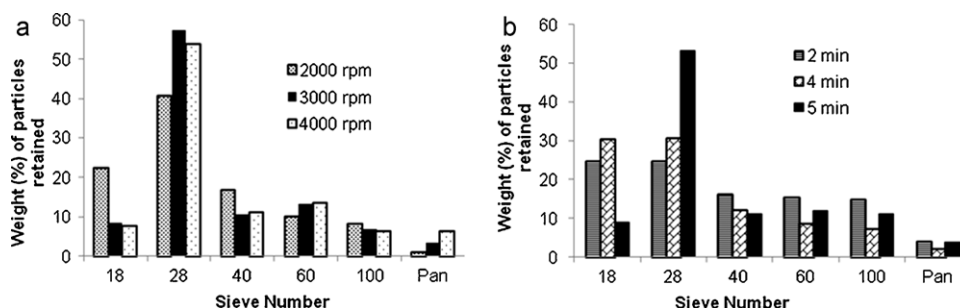 a
60
50
40
30
20
10
0
Weight (%) of particles
retained
2000 rpm
3000 rpm
4000 rpm
18 28 40 60 100 Pan
Sieve Number
b
60
50
40
30
20
10
0
Weight (%) of particles
retained
2 min
4 min
5 min
18 28 40 60 100 Pan
Sieve Number